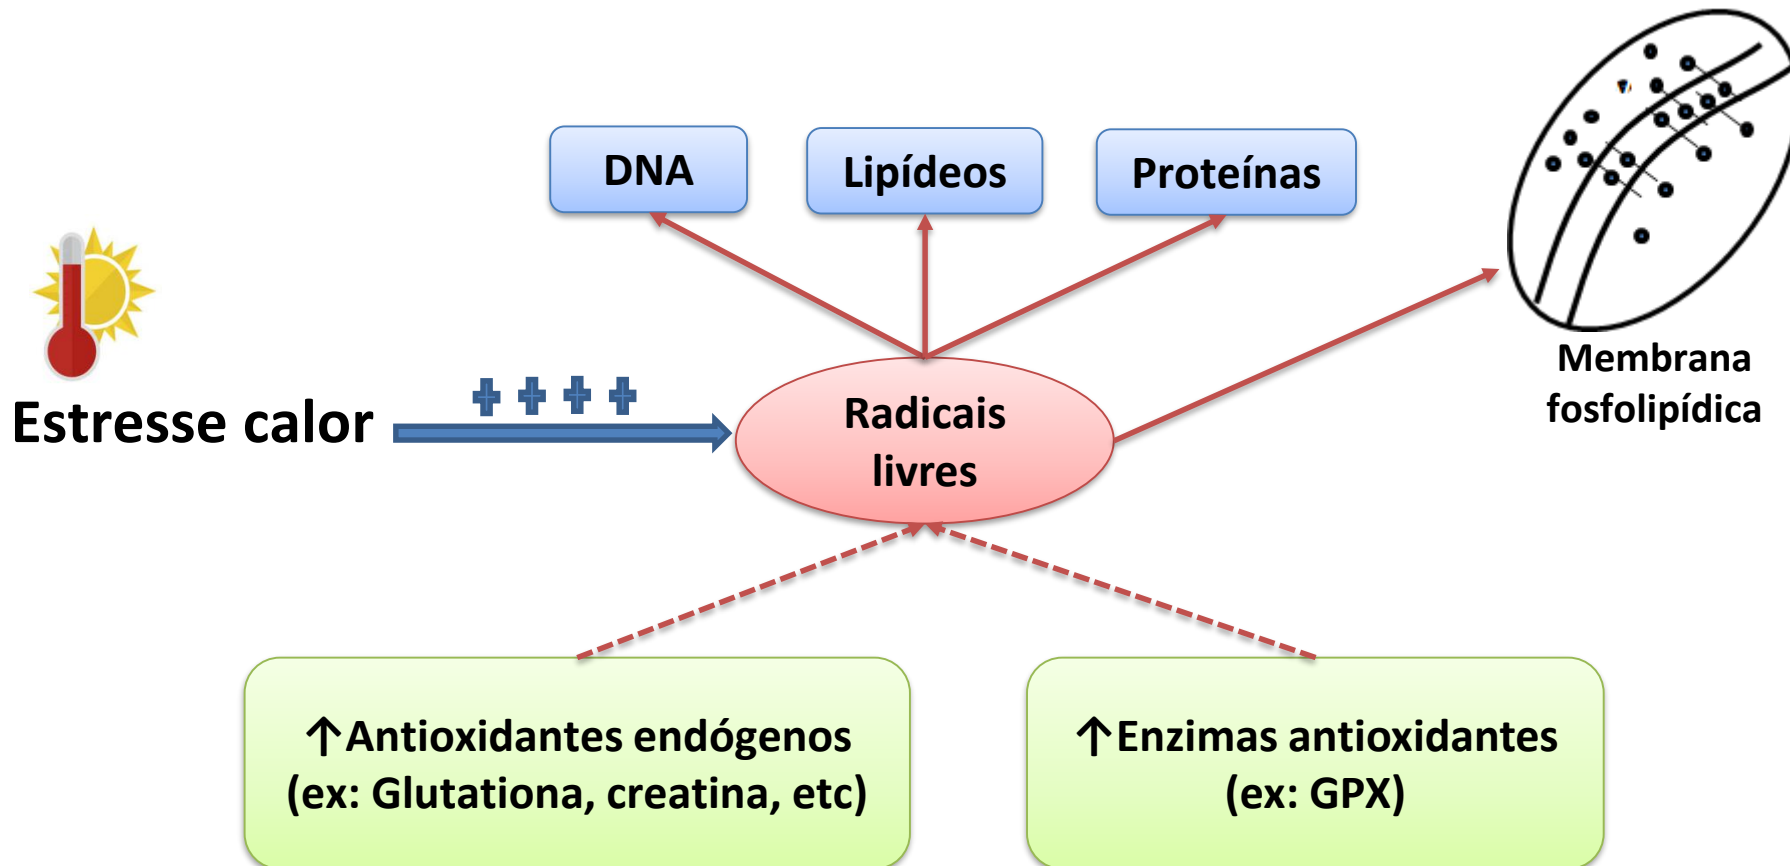 DNA
Lipídeos
Proteínas
Estresse calor
Radicais
livres
Membrana
fosfolipídica
↑Antioxidantes endógenos
(ex: Glutationa, creatina, etc)
↑Enzimas antioxidantes
(ex: GPX)